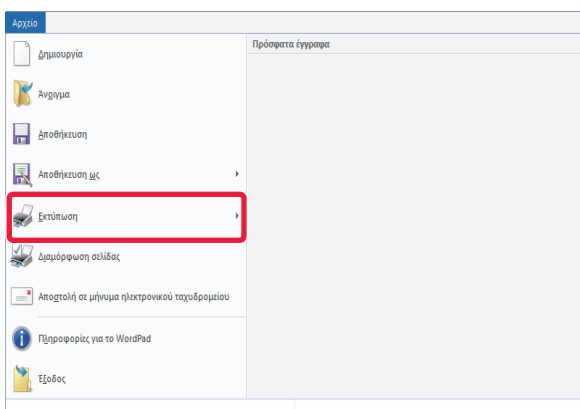 Αρχείο
Πρόσφατα έγγραφα
Δημιουργία
Άνοιγμα
Αποθήκευση
Αποθήκευση ως
Εκτύπωση
Διαμόρφωση σελίδας
Αποστολή σε μήνυμα ηλεκτρονικού ταχυδρομείου
Πληροφορίες για το WordPad
Έξοδος